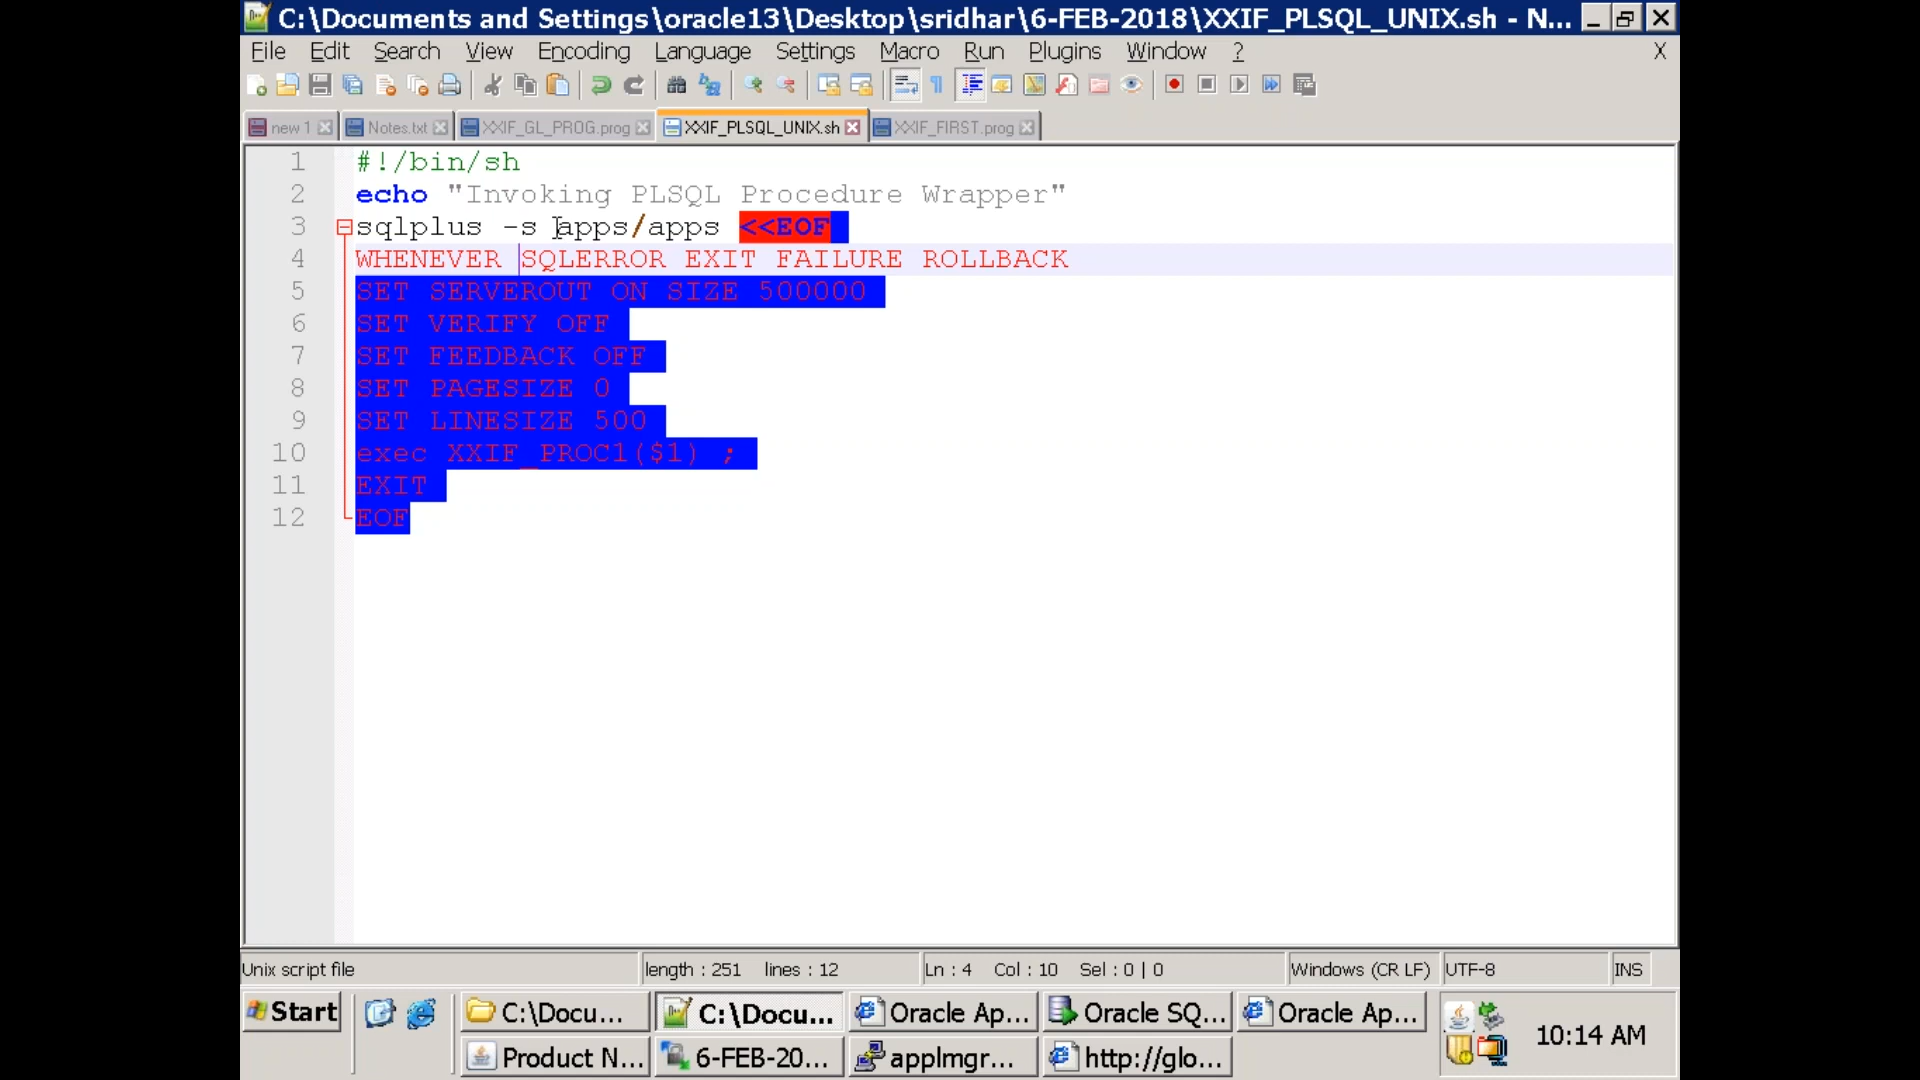 C:\Documents and Settings\oracle13\Desktop\sridhar\6-FEB-2018\XXIF_PLSQL_UNIX.sh - N...
File Edit Search View Encoding Language Settings Macro Run Plugins Window ? X
new 1 Notes.txt XXIF_GL_PROG.prog XXIF_PLSQL_UNIX.sh XXIF_FIRST.prog
1 #!/bin/sh
2 echo "Invoking PLSQL Procedure Wrapper"
3 sqlplus -s apps/apps <<EOF
4 WHENEVER SQLERROR EXIT FAILURE ROLLBACK
5 SET SERVEROUT ON SIZE 500000
6 SET VERIFY OFF
7 SET FEEDBACK OFF
8 SET PAGESIZE 0
9 SET LINESIZE 500
10 exec XXIF_PROC1($1) ;
11 EXIT
12 EOF
Unix script file length : 251 lines : 12 Ln : 4 Col : 10 Sel : 0 | 0 Windows (CR LF) UTF-8 INS
Start C:\Docu... C:\Docu... Oracle Ap... Oracle SQ... Oracle Ap...
Product N... 6-FEB-20... applmgr... http://glo...
10:14 AM